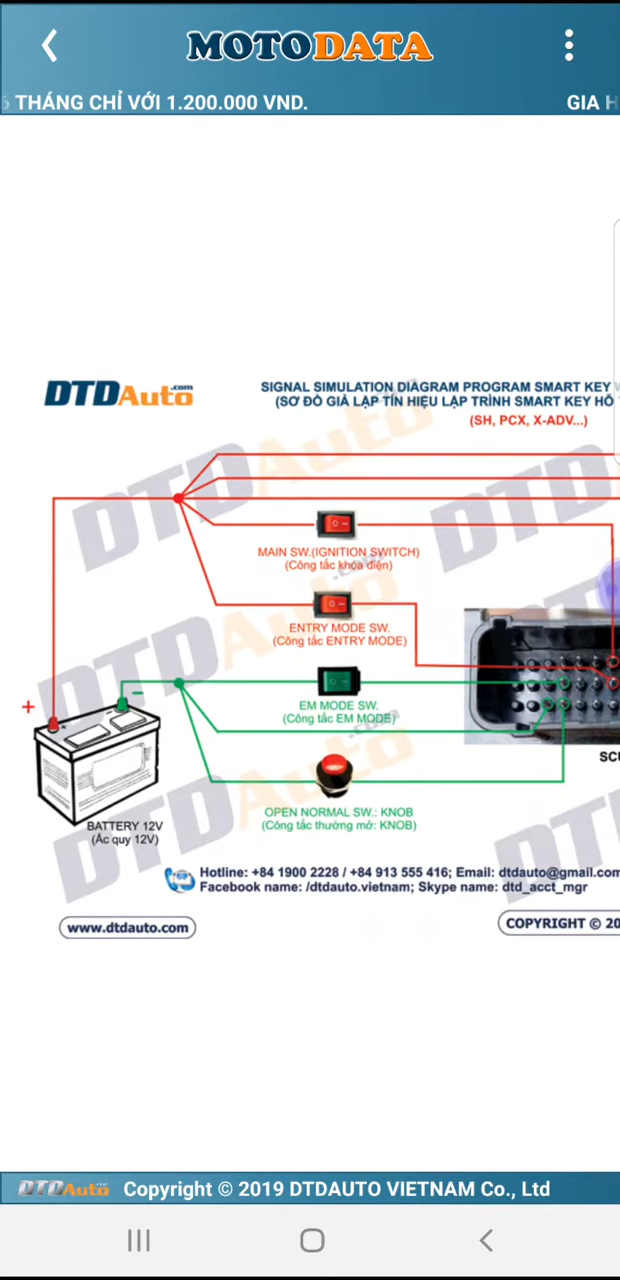 MOTODATA
THÁNG CHỈ VỚI 1.200.000 VND.
GIA H
DTDAuto.com
SIGNAL SIMULATION DIAGRAM PROGRAM SMART KEY
(SƠ ĐỒ GIẢ LẬP TÍN HIỆU LẬP TRÌNH SMART KEY HỖ
(SH, PCX, X-ADV...)
MAIN SW.(IGNITION SWITCH)
(Công tắc khóa điện)
ENTRY MODE SW.
(Công tắc ENTRY MODE)
+
−
EM MODE SW.
(Công tắc EM MODE)
SCU
OPEN NORMAL SW.: KNOB
(Công tắc thường mở: KNOB)
BATTERY 12V
(Ắc quy 12V)
Hotline: +84 1900 2228 / +84 913 555 416; Email: dtdauto@gmail.com
Facebook name: /dtdauto.vietnam; Skype name: dtd_acct_mgr
www.dtdauto.com
COPYRIGHT © 20
DTDAuto.com Copyright © 2019 DTDAUTO VIETNAM Co., Ltd